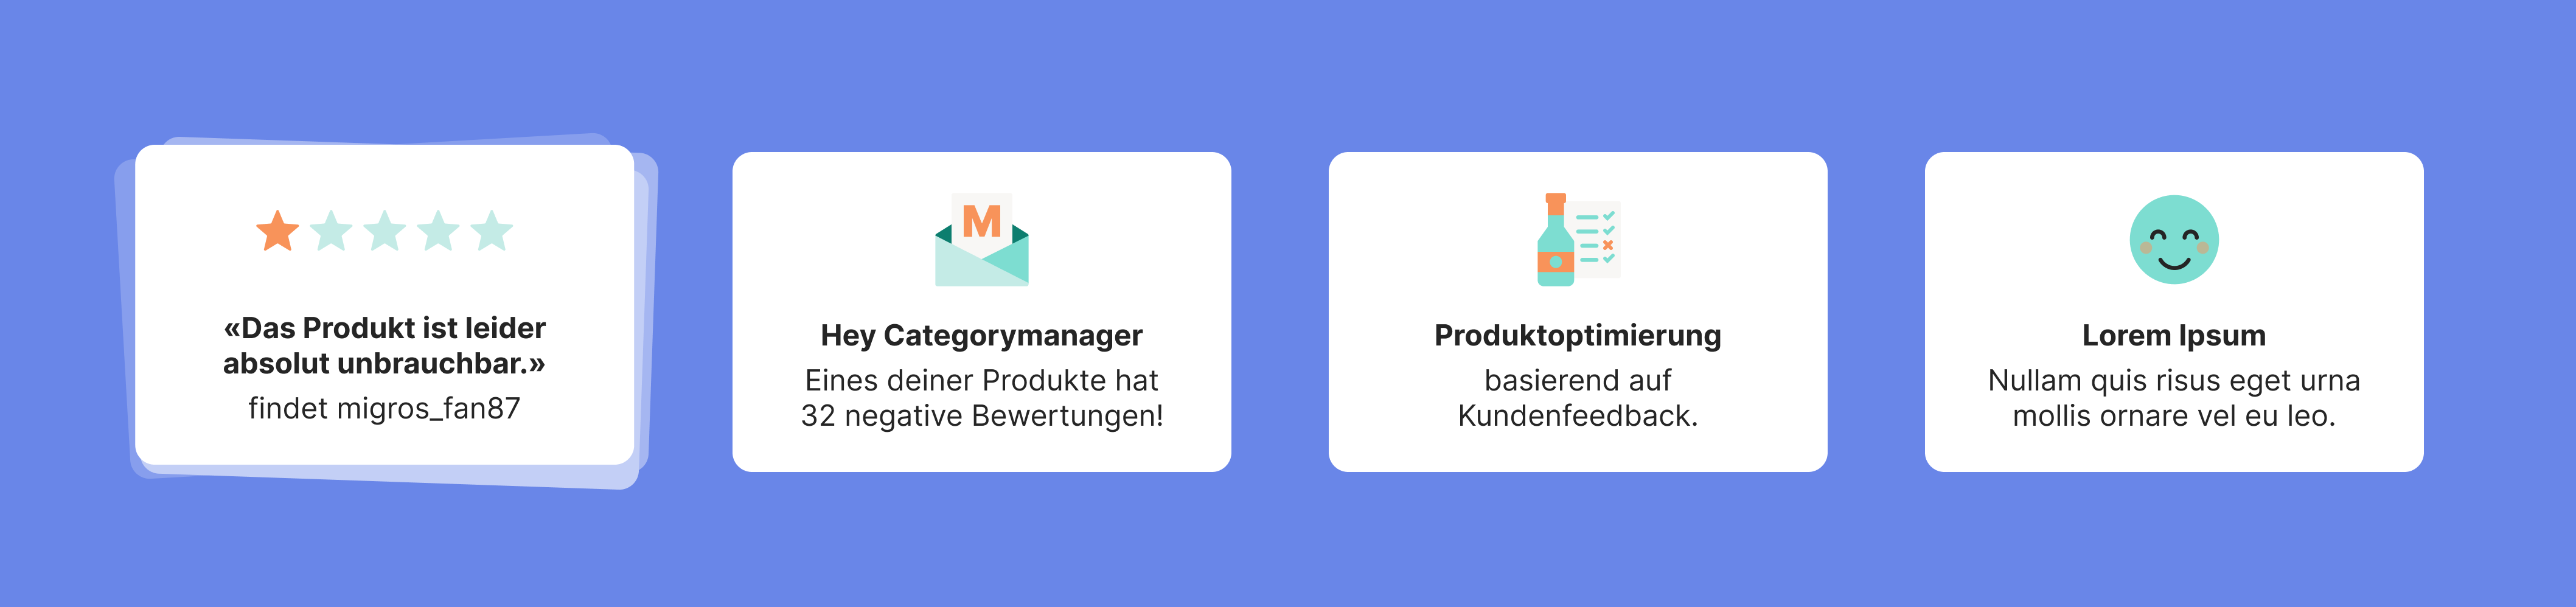 «Das Produkt ist leider
absolut unbrauchbar.»
findet migros_fan87
M
Hey Categorymanager
Eines deiner Produkte hat
32 negative Bewertungen!
Produktoptimierung
basierend auf
Kundenfeedback.
Lorem Ipsum
Nullam quis risus eget urna
mollis ornare vel eu leo.